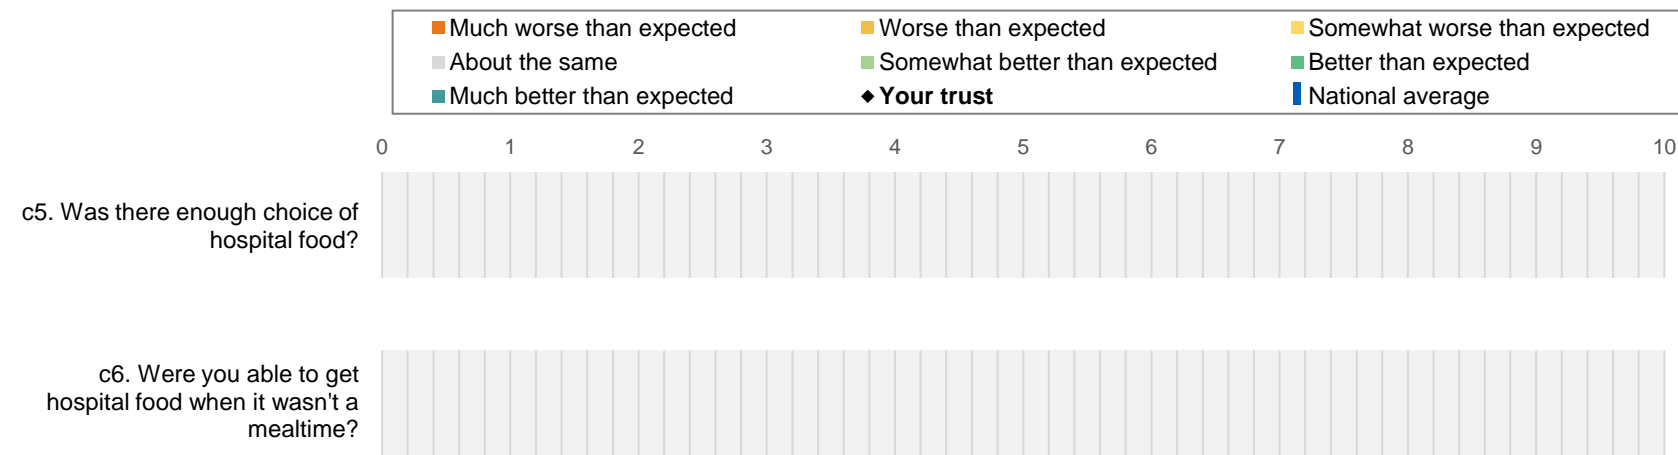 Much worse than expected Worse than expected Somewhat worse than expected
About the same Somewhat better than expected Better than expected
Much better than expected Your trust National average
0 1 2 3 4 5 6 7 8 9 10
c5. Was there enough choice of
hospital food?
c6. Were you able to get
hospital food when it wasn't a
mealtime?